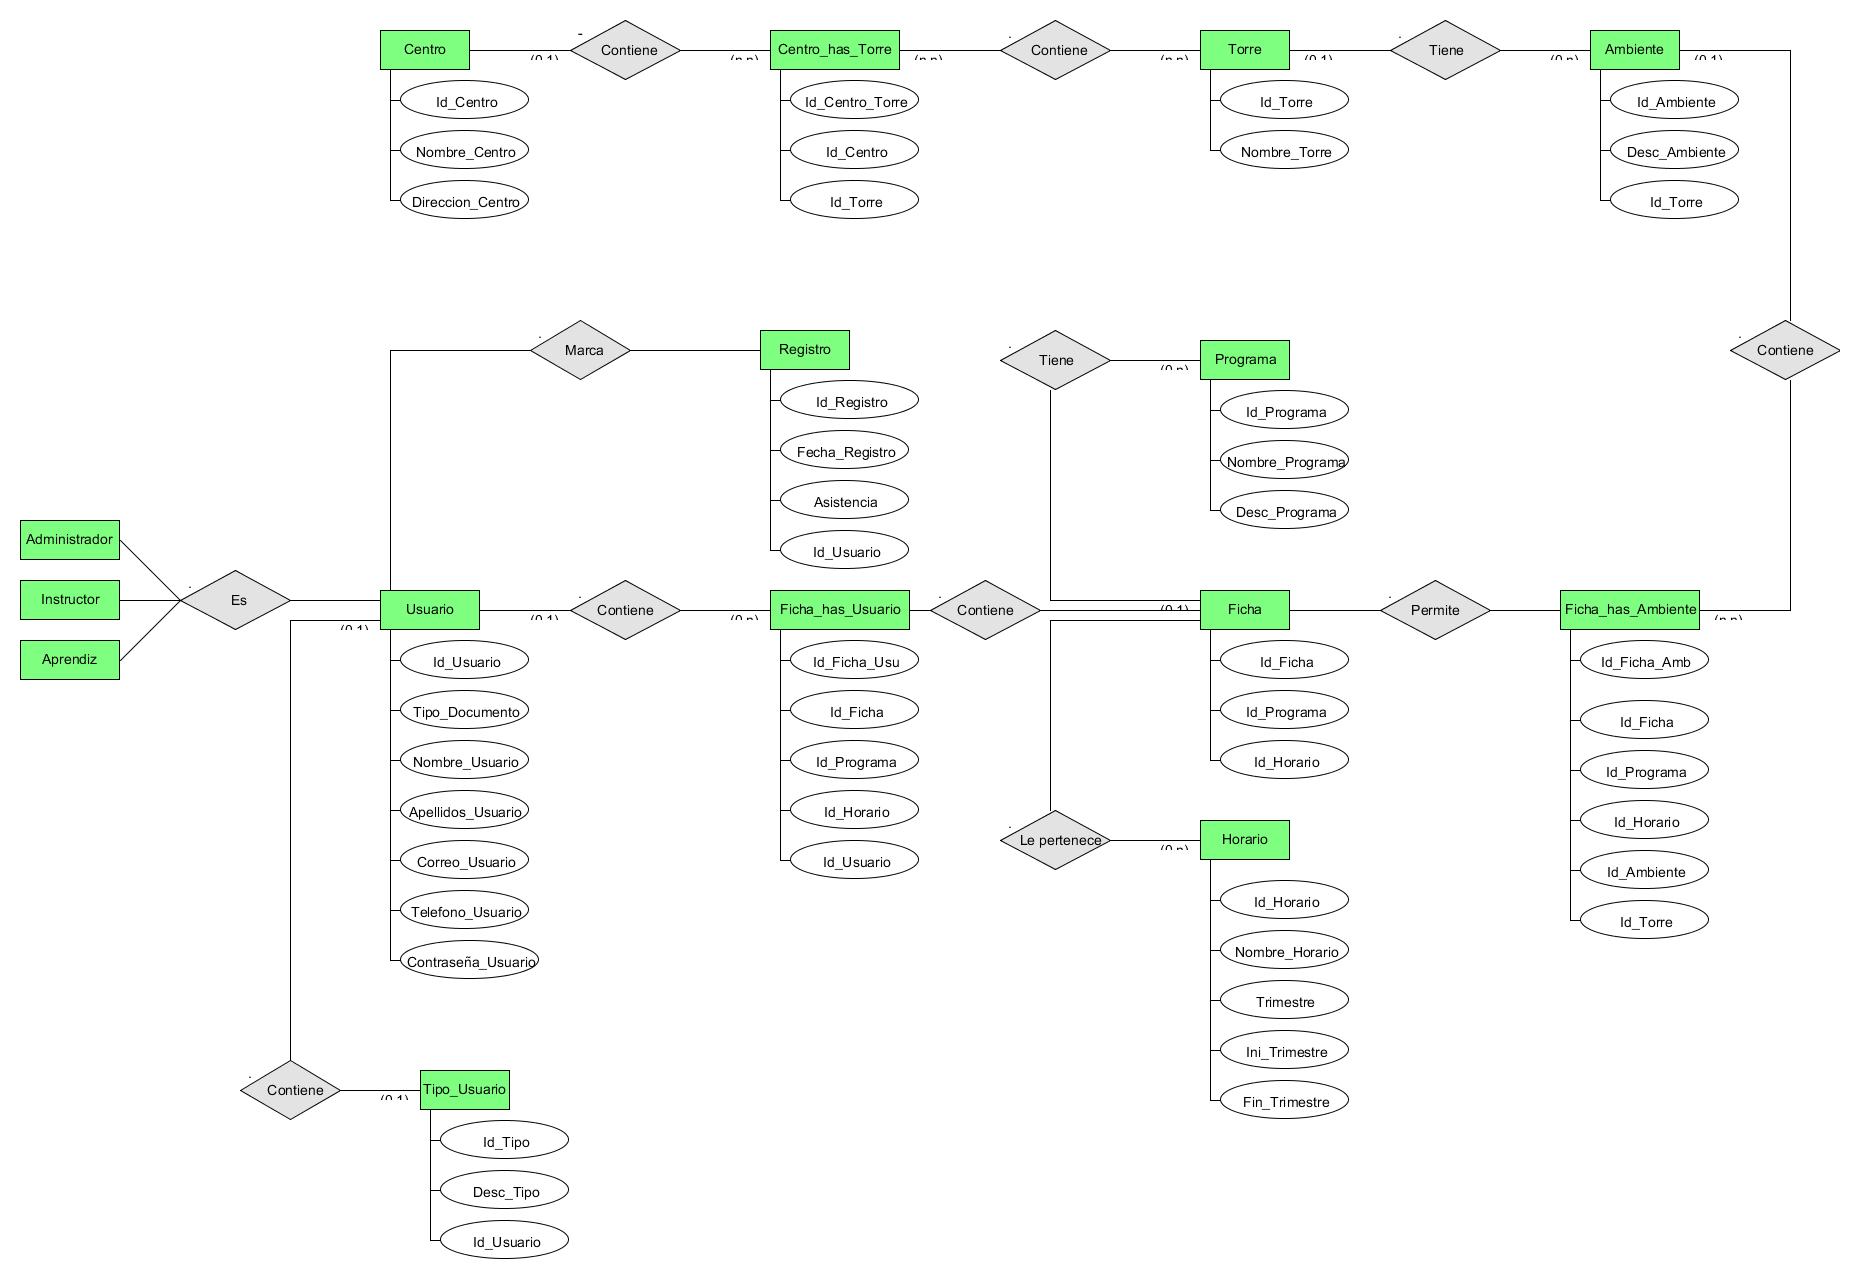 Centro
Contiene
Centro_has_Torre
Contiene
Torre
Tiene
Ambiente
(0,1)
(n,n)
(n,n)
(n,n)
(0,1)
(0,n)
(0,1)
Id_Centro
Nombre_Centro
Direccion_Centro
Id_Centro_Torre
Id_Centro
Id_Torre
Id_Torre
Nombre_Torre
Id_Ambiente
Desc_Ambiente
Id_Torre
Marca
Registro
Id_Registro
Fecha_Registro
Asistencia
Id_Usuario
Tiene
Programa
(0,n)
Id_Programa
Nombre_Programa
Desc_Programa
Contiene
Administrador
Instructor
Aprendiz
Es
Usuario
(0,1)
(0,1)
Contiene
(0,n)
Ficha_has_Usuario
Contiene
(0,1)
Ficha
Permite
Ficha_has_Ambiente
(n,n)
Id_Usuario
Tipo_Documento
Nombre_Usuario
Apellidos_Usuario
Correo_Usuario
Telefono_Usuario
Contraseña_Usuario
Id_Ficha_Usu
Id_Ficha
Id_Programa
Id_Horario
Id_Usuario
Id_Ficha
Id_Programa
Id_Horario
Id_Ficha_Amb
Id_Ficha
Id_Programa
Id_Horario
Id_Ambiente
Id_Torre
Le pertenece
(0,n)
Horario
Id_Horario
Nombre_Horario
Trimestre
Ini_Trimestre
Fin_Trimestre
Contiene
(0,1)
Tipo_Usuario
Id_Tipo
Desc_Tipo
Id_Usuario